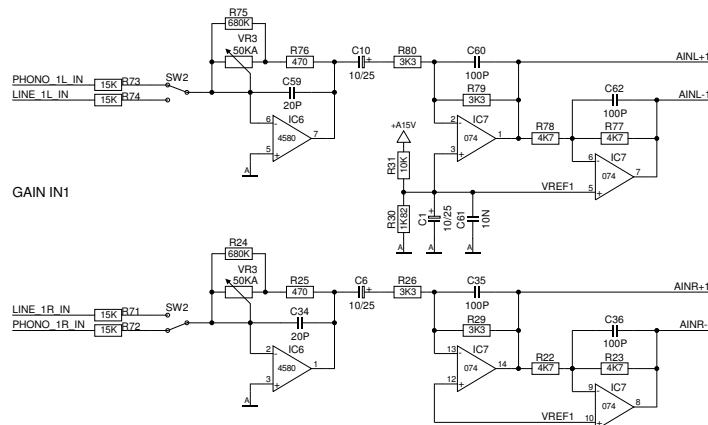 R75
680K
VR3
50KA
R76
470
C10
10/25
R80
3K3
C60
100P
AINL+1
PHONO_1L_IN
15K
R73
SW2
LINE_1L_IN
15K
R74
C59
20P
R79
3K3
C62
100P
AINL-1
6
-
5
+
IC6
4580
7
A
+A15V
R31
10K
2
-
3
+
IC7
074
1
R78
4K7
R77
4K7
6
-
5
+
IC7
074
7
VREF1
GAIN IN1
R30
1K82
A
C1
+
10/25
A
C61
10N
A
R24
680K
VR3
50KA
R25
470
C6
10/25
R26
3K3
C35
100P
AINR+1
LINE_1R_IN
15K
R71
SW2
PHONO_1R_IN
15K
R72
C34
20P
R29
3K3
C36
100P
AINR-
2
-
3
+
IC6
4580
1
A
13
-
12
+
IC7
074
14
R22
4K7
R23
4K7
9
-
10
+
IC7
074
8
VREF1